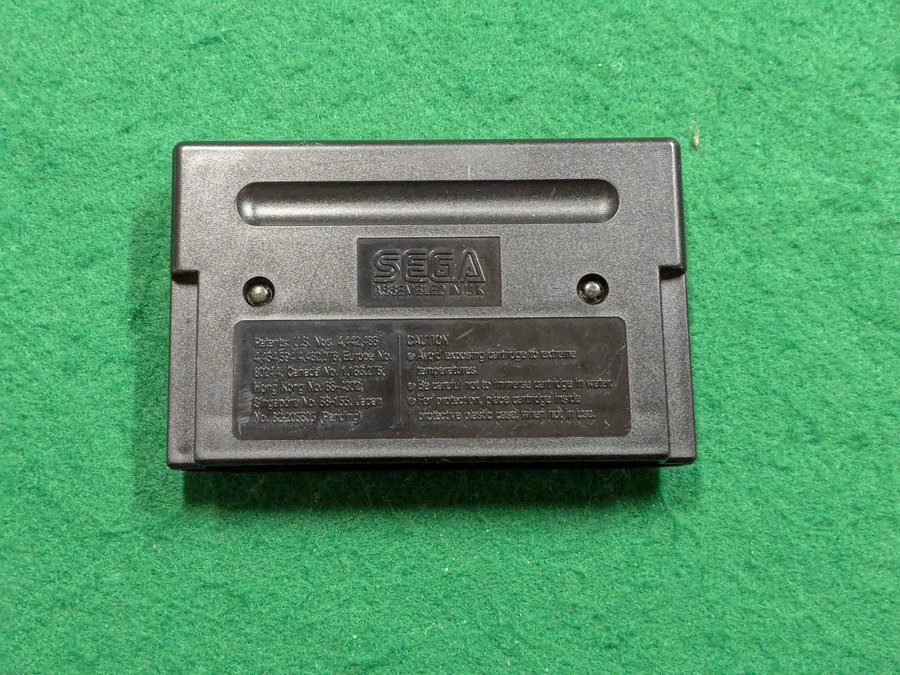 SEGA
ASSEMBLED IN U.K.
Patents: U.S. Nos. 4,442,486/
4,454,594/4,462,076; Europe No.
80244; Canada No. 1,183,276;
Hong Kong No. 88-4302;
Singapore No. 88-155; Japan
No. 82-205605 (Pending)
CAUTION
Avoid exposing cartridge to extreme
temperatures.
Be careful not to immerse cartridge in water.
For protection, place cartridge inside
protective plastic case when not in use.